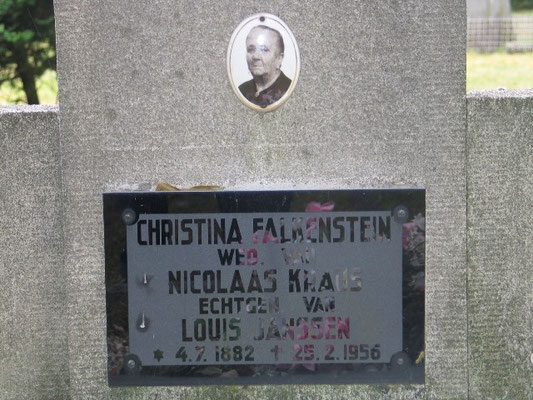 CHRISTINA FALKENSTEIN
WED. VAN
NICOLAAS KRAUS
ECHTGEN VAN
LOUIS JANSSEN
* 4.7.1882 † 25.2.1956